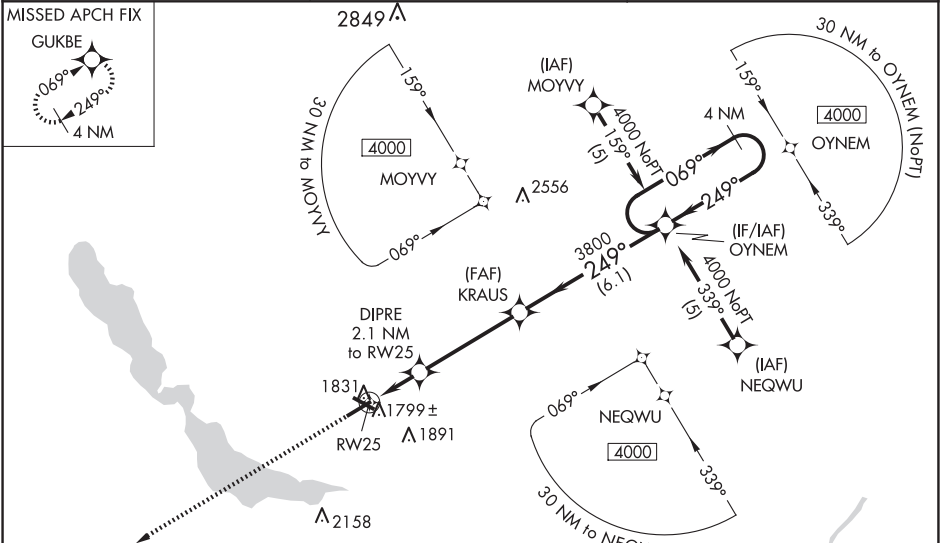 MISSED APCH FIX
GUKBE
069°
249°
4 NM
2849
159°
30 NM to MOYVY
4000
MOYVY
069°
(IAF)
MOYVY
4000 NoPT
159°
(5)
2556
4 NM
069°
249°
30 NM to OYNEM (NoPT)
159°
4000
OYNEM
339°
(IF/IAF)
OYNEM
3800
249°
(6.1)
4000 NoPT
339°
(5)
(IAF)
NEQWU
(FAF)
KRAUS
DIPRE
2.1 NM
to RW25
1831
1799 ±
1891
RW25
2158
069°
NEQWU
4000
339°
30 NM to